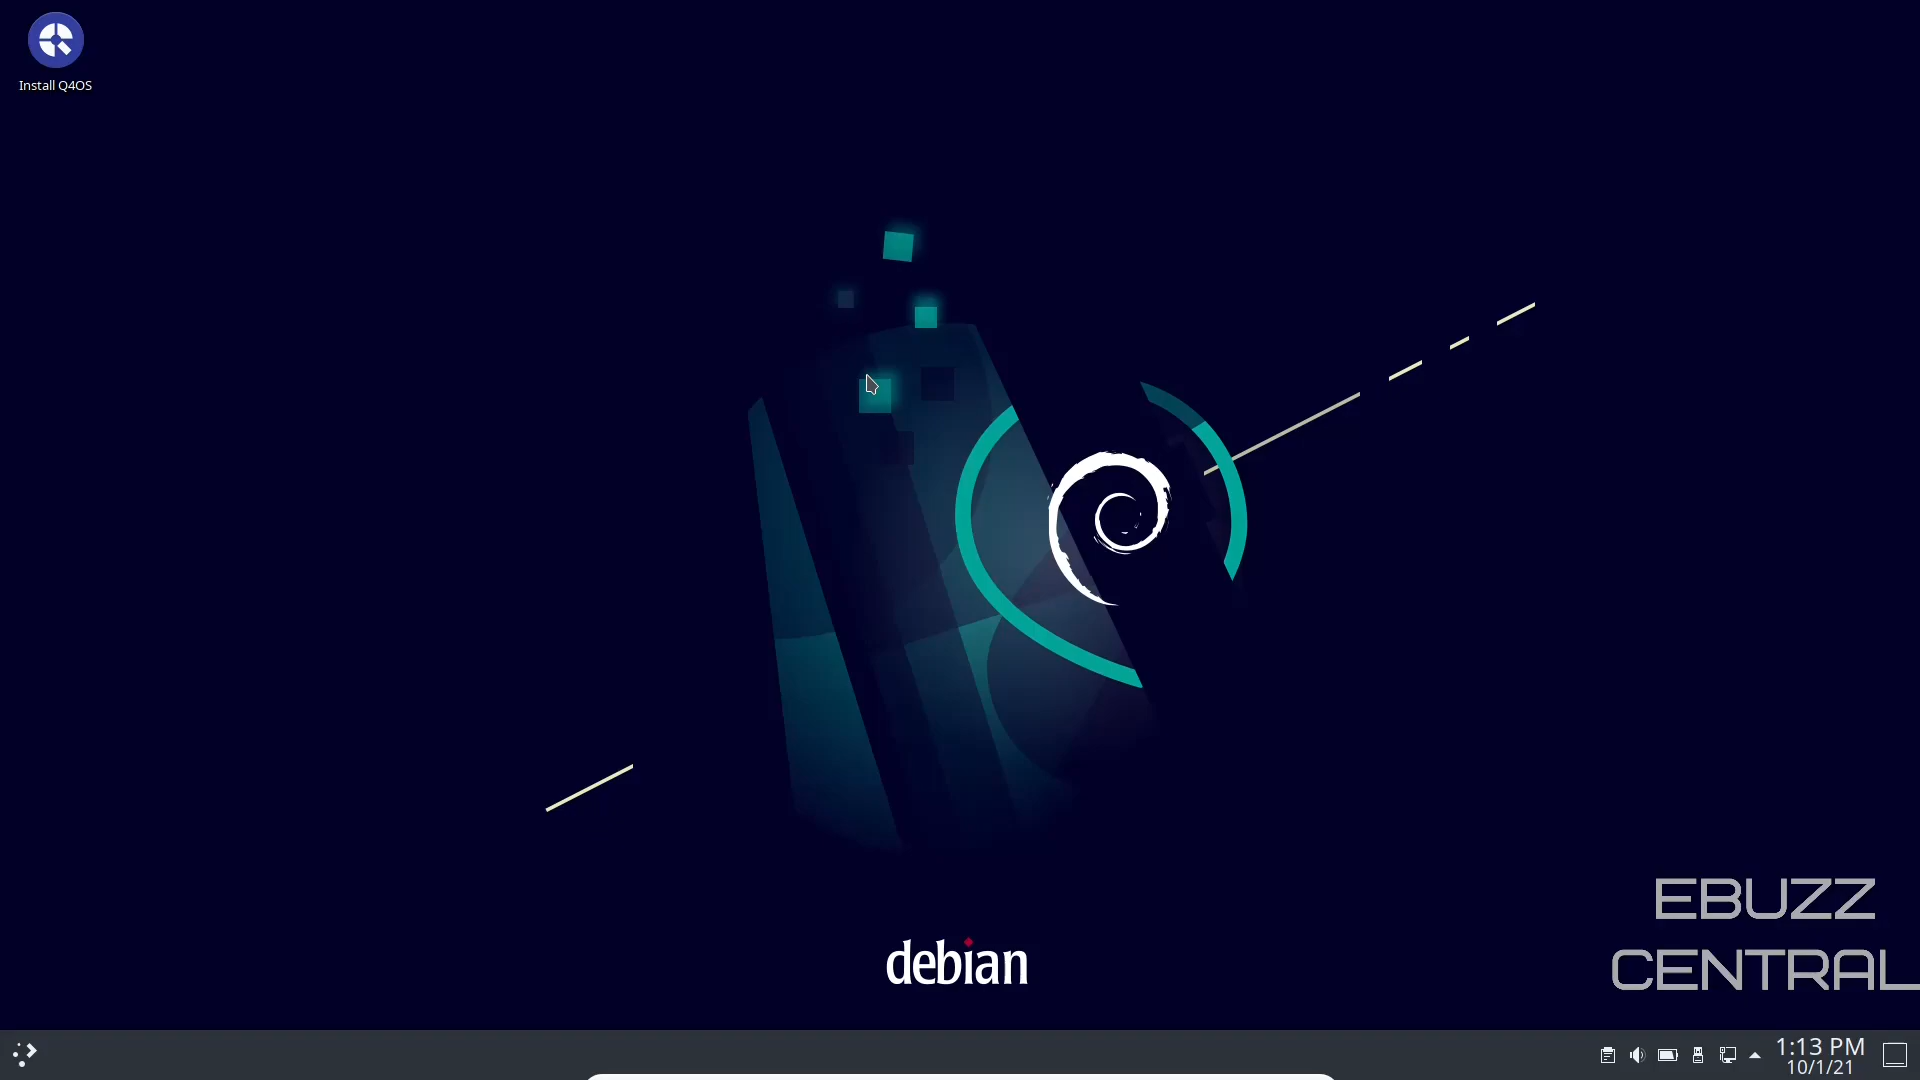 Install Q4OS
debian
EBUZZ
CENTRAL
1:13 PM
10/1/21